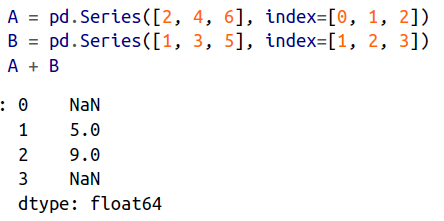 A = pd.Series([2, 4, 6], index=[0, 1, 2])
B = pd.Series([1, 3, 5], index=[1, 2, 3])
A + B
: 0    NaN
1    5.0
2    9.0
3    NaN
dtype: float64